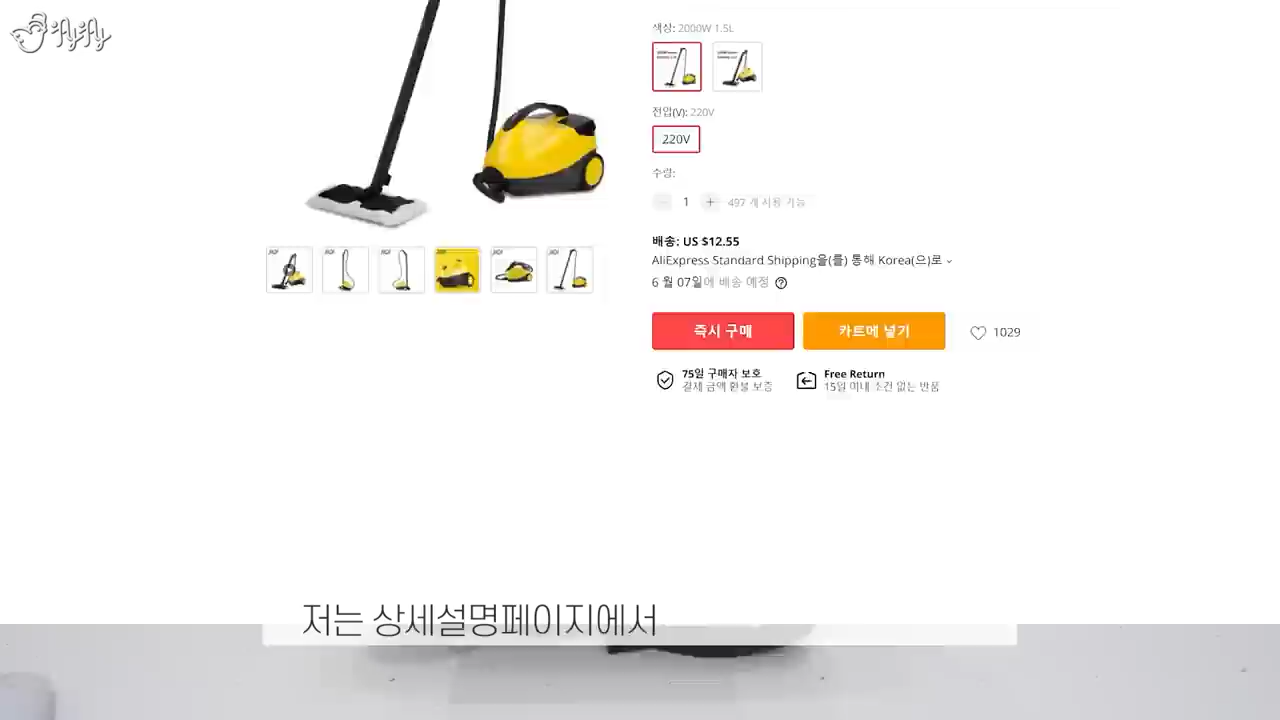 색상: 2000W 1.5L
전압(V): 220V
220V
수량:
1
497 개 사용 가능
배송: US $12.55
AliExpress Standard Shipping을(를) 통해 Korea(으)로
6 월 07일에 배송 예정
즉시 구매
카트에 넣기
1029
75일 구매자 보호
결제 금액 환불 보증
Free Return
15일 이내 조건 없는 반품
저는 상세설명페이지에서